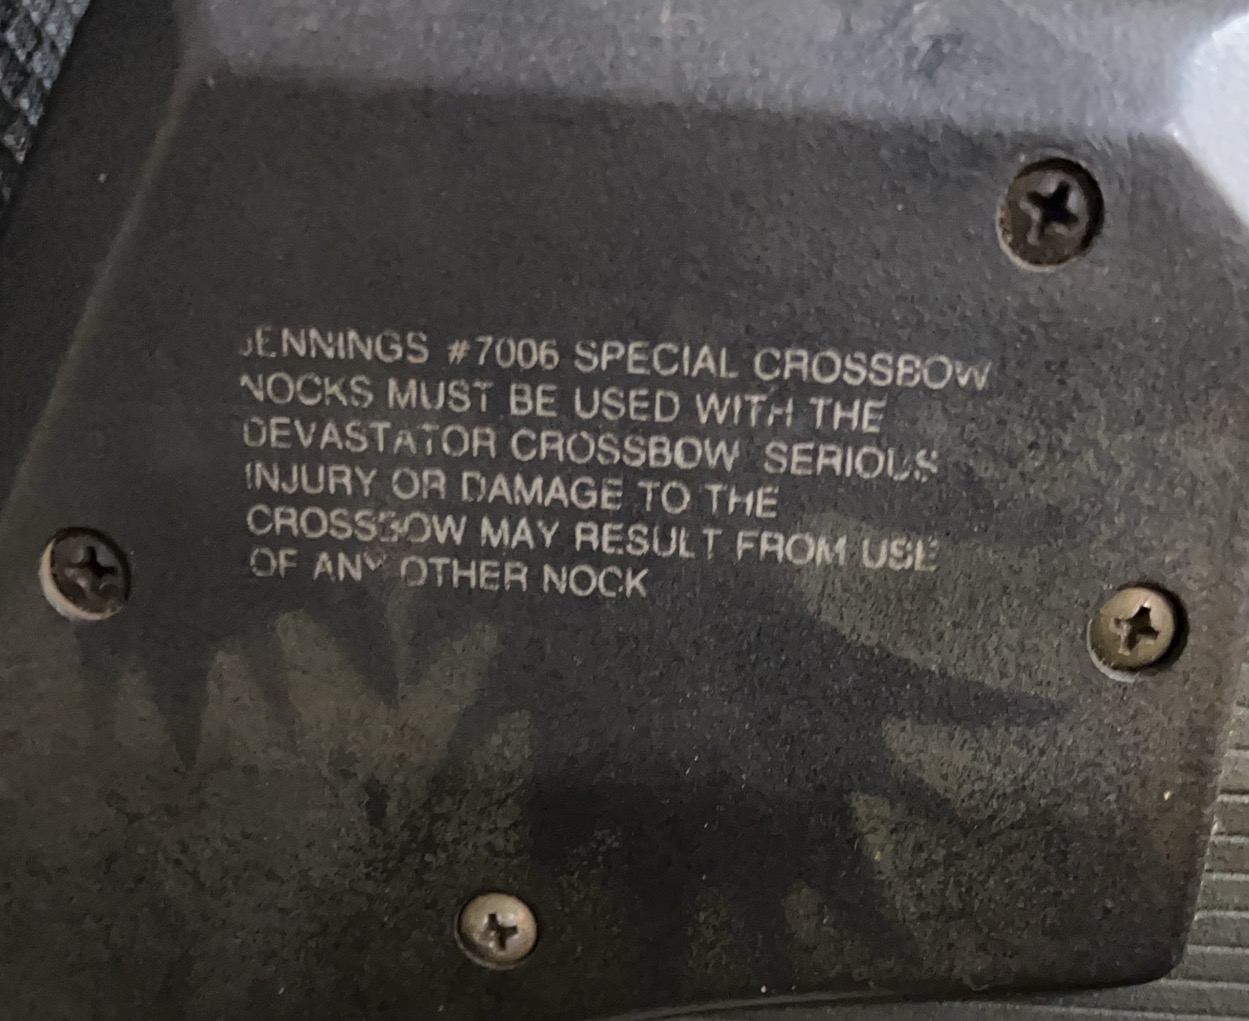 JENNINGS #7006 SPECIAL CROSSBOW
NOCKS MUST BE USED WITH THE
DEVASTATOR CROSSBOW SERIOUS
INJURY OR DAMAGE TO THE
CROSSBOW MAY RESULT FROM USE
OF ANY OTHER NOCK